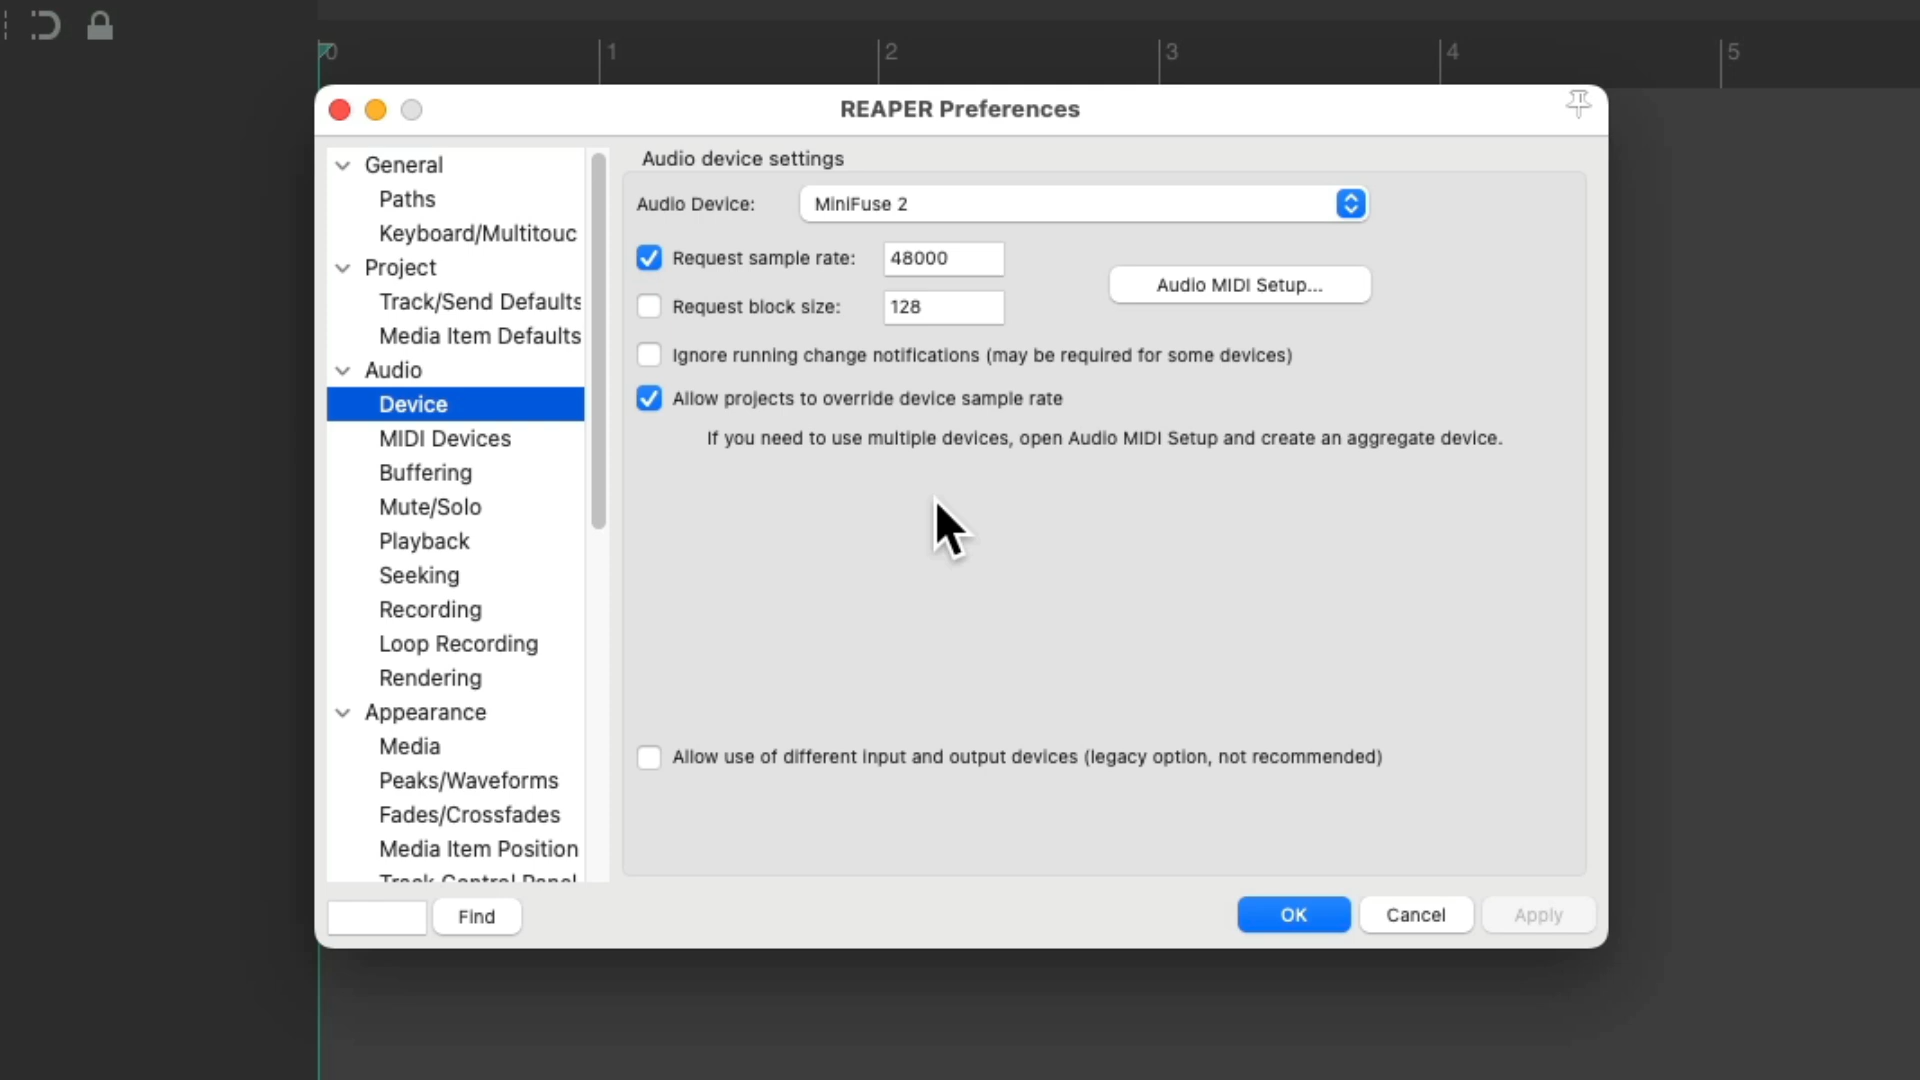 0 1 2 3 4 5
REAPER Preferences
General
Paths
Keyboard/Multitouc
Project
Track/Send Defaults
Media Item Defaults
Audio
Device
MIDI Devices
Buffering
Mute/Solo
Playback
Seeking
Recording
Loop Recording
Rendering
Appearance
Media
Peaks/Waveforms
Fades/Crossfades
Media Item Position
Track Control Panel
Find
Audio device settings
Audio Device: MiniFuse 2
Request sample rate: 48000
Audio MIDI Setup...
Request block size: 128
Ignore running change notifications (may be required for some devices)
Allow projects to override device sample rate
If you need to use multiple devices, open Audio MIDI Setup and create an aggregate device.
Allow use of different input and output devices (legacy option, not recommended)
OK Cancel Apply